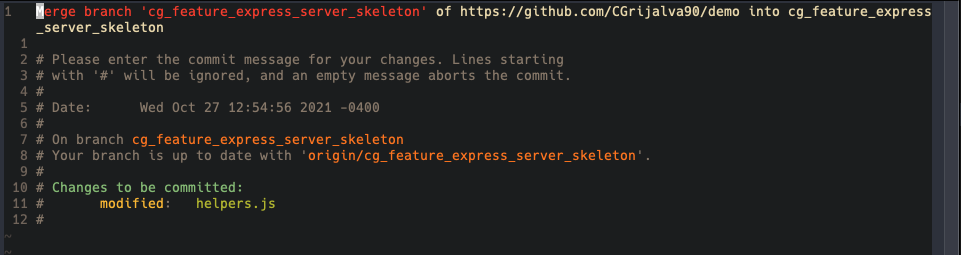 1 Merge branch 'cg_feature_express_server_skeleton' of https://github.com/CGrijalva90/demo into cg_feature_express
_server_skeleton
1
2 # Please enter the commit message for your changes. Lines starting
3 # with '#' will be ignored, and an empty message aborts the commit.
4 #
5 # Date:      Wed Oct 27 12:54:56 2021 -0400
6 #
7 # On branch cg_feature_express_server_skeleton
8 # Your branch is up to date with 'origin/cg_feature_express_server_skeleton'.
9 #
10 # Changes to be committed:
11 #       modified:   helpers.js
12 #
~
~